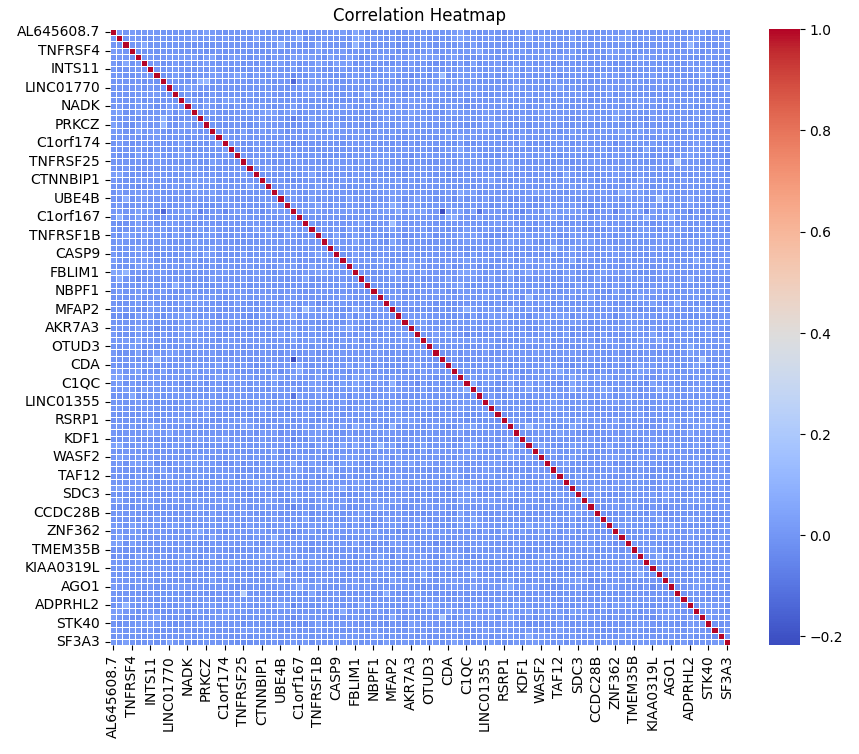 Correlation Heatmap
AL645608.7
TNFRSF4
INTS11
LINC01770
NADK
PRKCZ
C1orf174
TNFRSF25
CTNNBIP1
UBE4B
C1orf167
TNFRSF1B
CASP9
FBLIM1
NBPF1
MFAP2
AKR7A3
OTUD3
CDA
C1QC
LINC01355
RSRP1
KDF1
WASF2
TAF12
SDC3
CCDC28B
ZNF362
TMEM35B
KIAA0319L
AGO1
ADPRHL2
STK40
SF3A3
AL645608.7
TNFRSF4
INTS11
LINC01770
NADK
PRKCZ
C1orf174
TNFRSF25
CTNNBIP1
UBE4B
C1orf167
TNFRSF1B
CASP9
FBLIM1
NBPF1
MFAP2
AKR7A3
OTUD3
CDA
C1QC
LINC01355
RSRP1
KDF1
WASF2
TAF12
SDC3
CCDC28B
ZNF362
TMEM35B
KIAA0319L
AGO1
ADPRHL2
STK40
SF3A3
1.0
0.8
0.6
0.4
0.2
0.0
−0.2